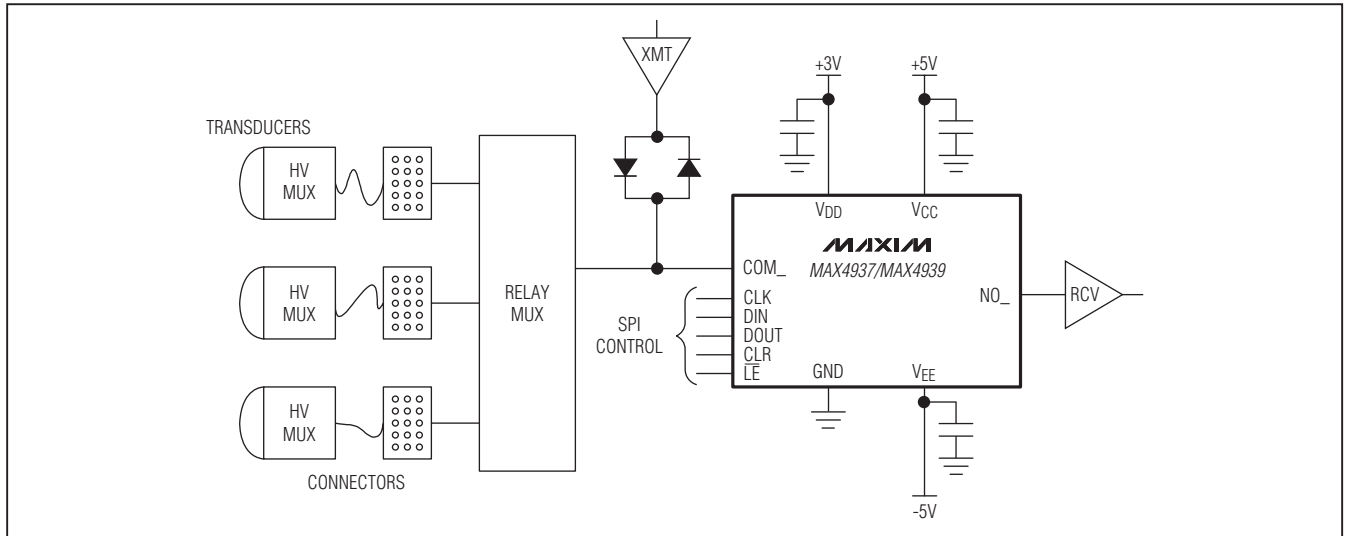 XMT
+3V
+5V
TRANSDUCERS
HV
MUX
HV
MUX
HV
MUX
CONNECTORS
RELAY
MUX
SPI
CONTROL
VDD
VCC
MAXIM
MAX4937/MAX4939
COM_
CLK
DIN
DOUT
CLR
L̅E̅
GND
VEE
NO_
RCV
-5V